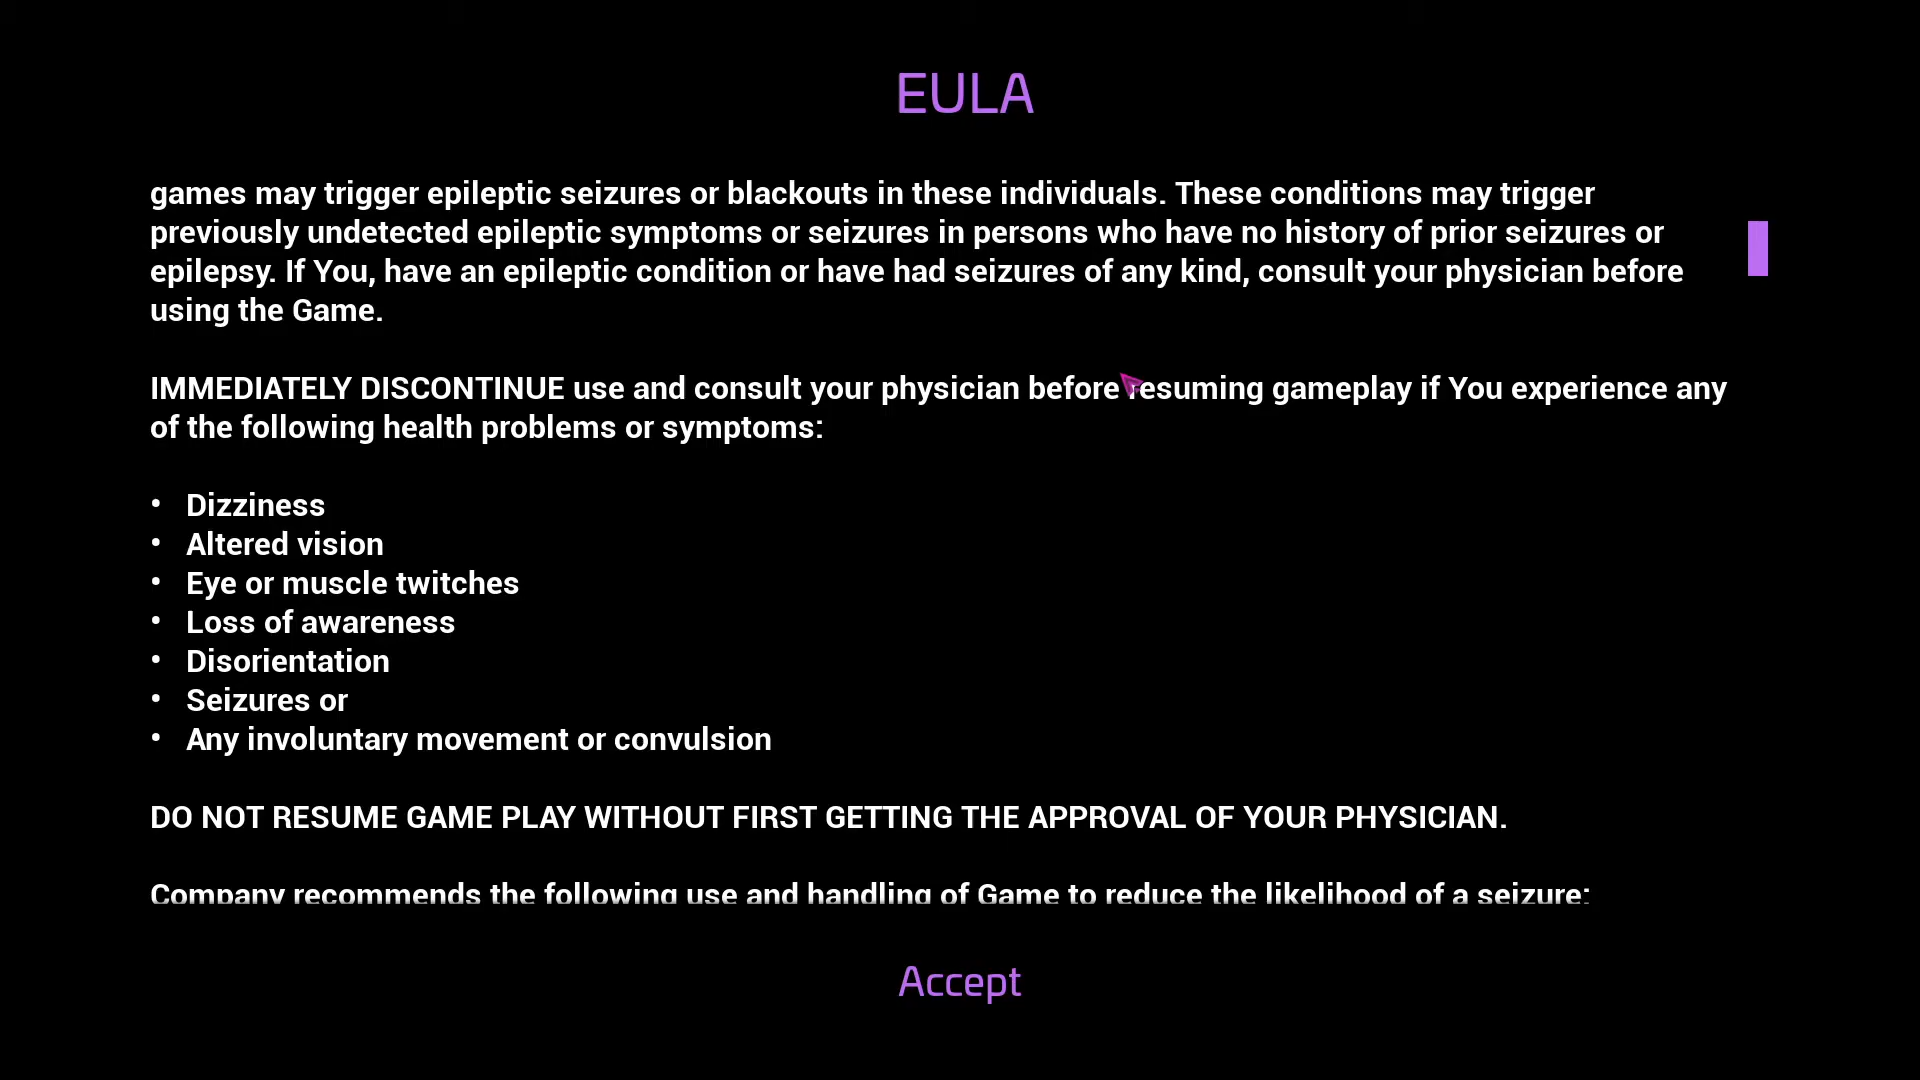 EULA
games may trigger epileptic seizures or blackouts in these individuals. These conditions may trigger
previously undetected epileptic symptoms or seizures in persons who have no history of prior seizures or
epilepsy. If You, have an epileptic condition or have had seizures of any kind, consult your physician before
using the Game.
IMMEDIATELY DISCONTINUE use and consult your physician before resuming gameplay if You experience any
of the following health problems or symptoms:
• Dizziness
• Altered vision
• Eye or muscle twitches
• Loss of awareness
• Disorientation
• Seizures or
• Any involuntary movement or convulsion
DO NOT RESUME GAME PLAY WITHOUT FIRST GETTING THE APPROVAL OF YOUR PHYSICIAN.
Company recommends the following use and handling of Game to reduce the likelihood of a seizure:
Accept